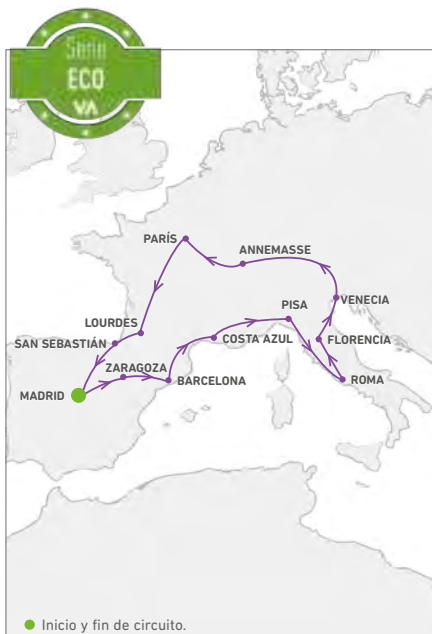 Serie
ECO
VA
PARÍS
ANNEMASSE
PISA
VENECIA
LOURDES
SAN SEBASTIÁN
COSTA AZUL
FLORENCIA
ZARAGOZA
MADRID
BARCELONA
ROMA
Inicio y fin de circuito.